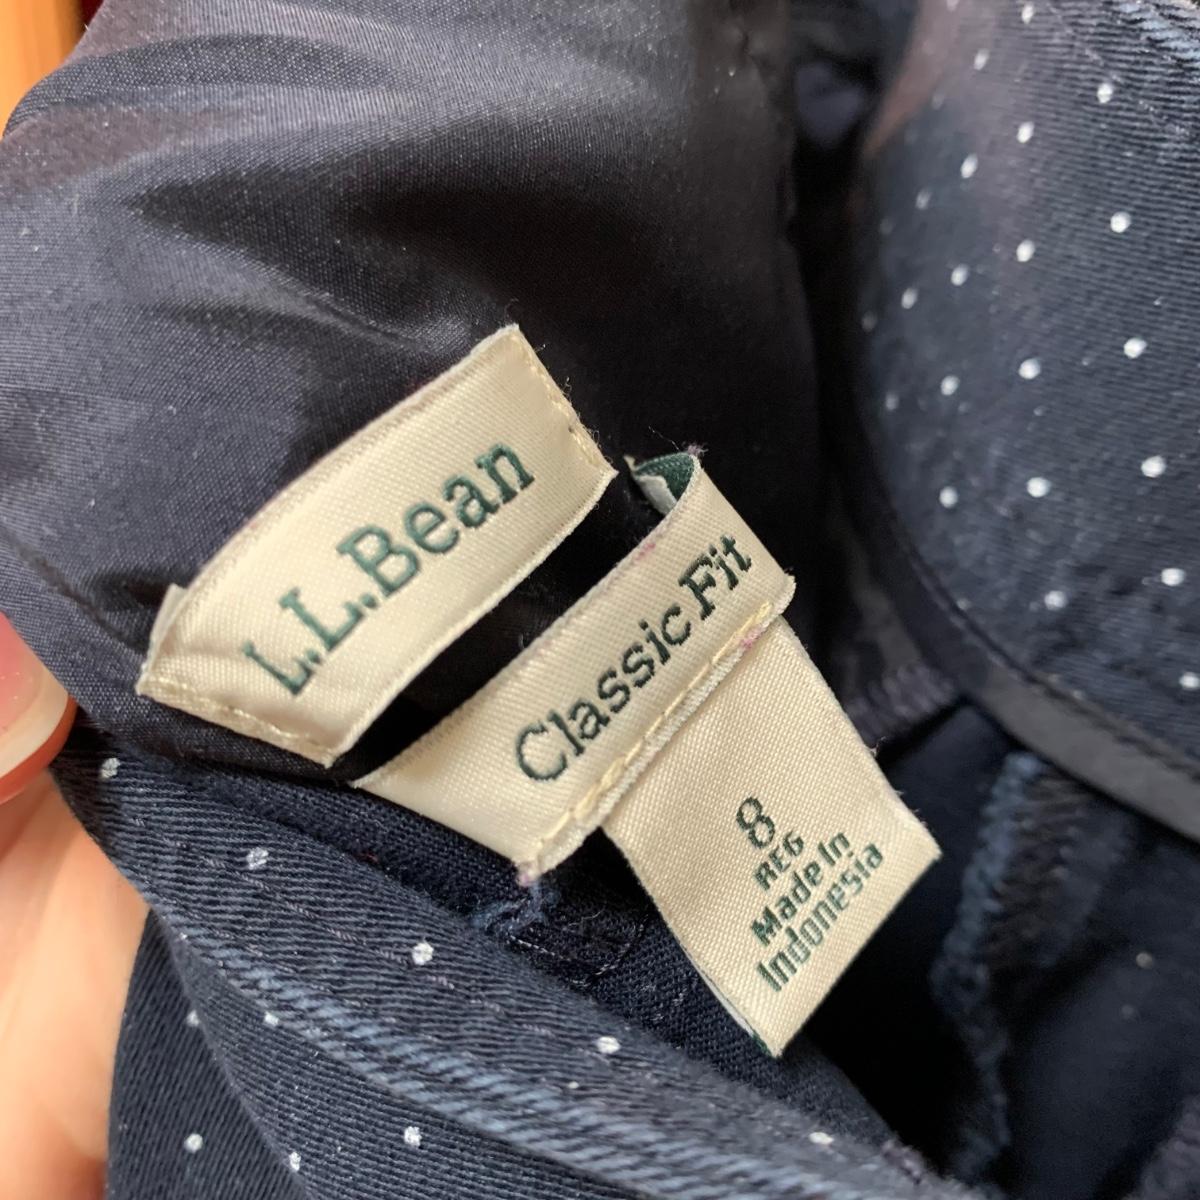 L.L.Bean
Classic Fit
8
REG
Made In
Indonesia